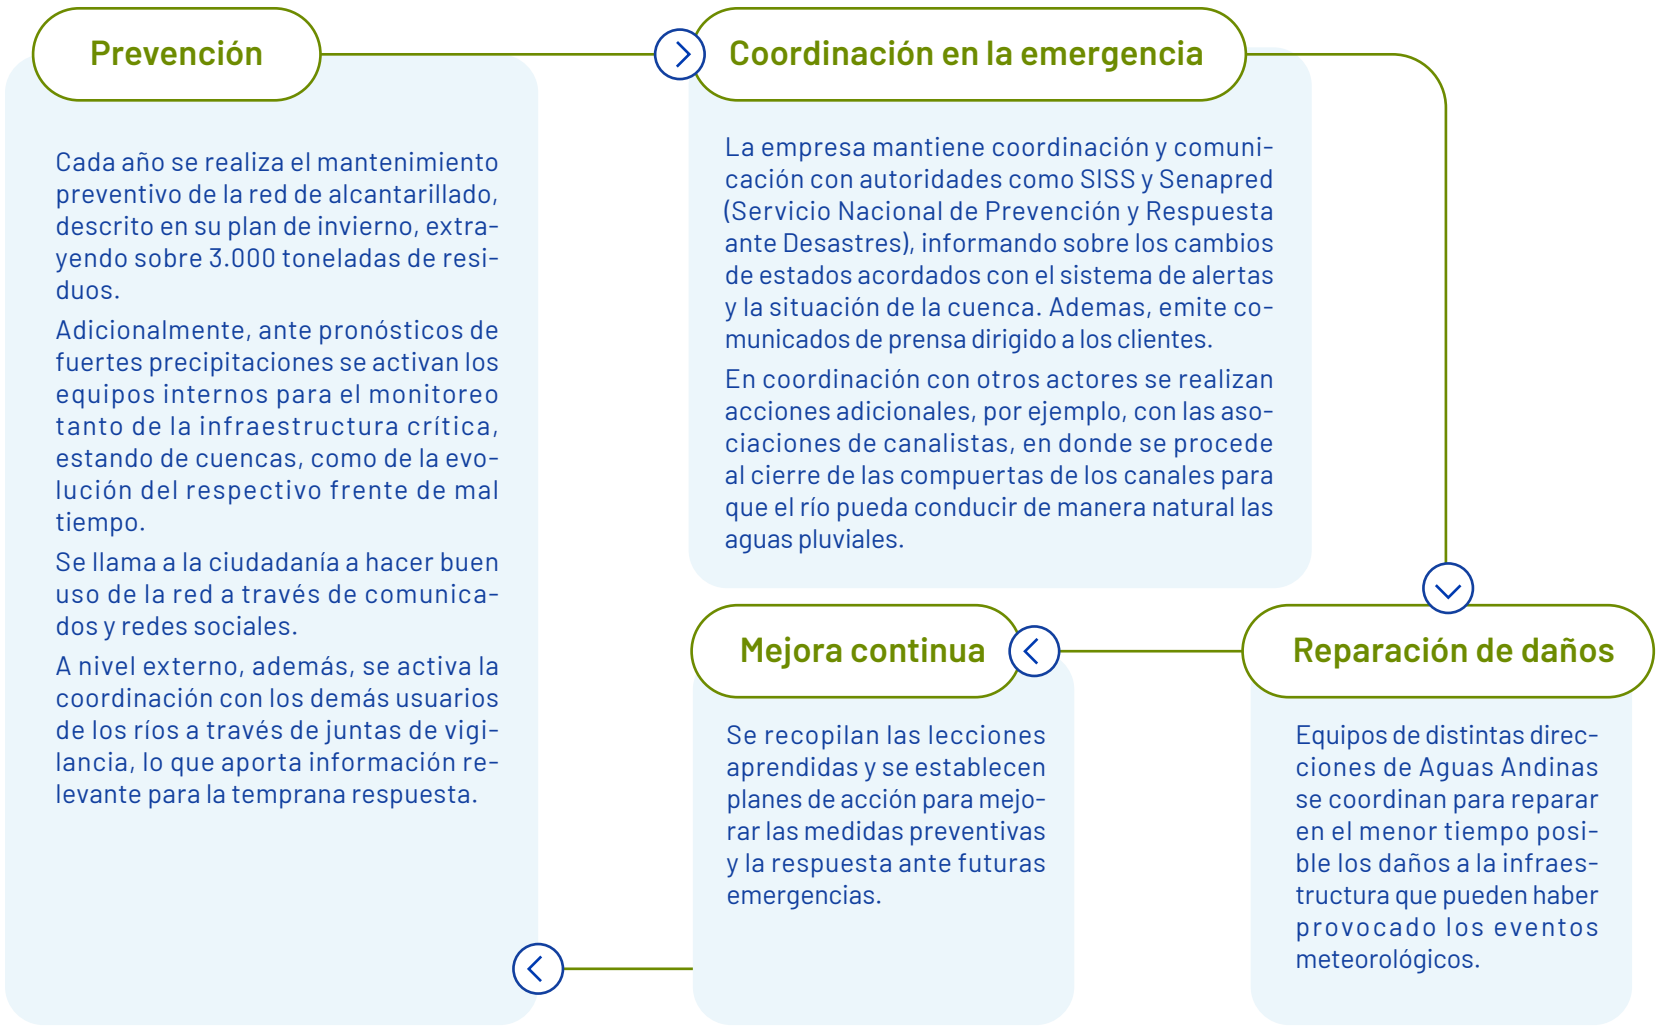 Prevención
Cada año se realiza el mantenimiento
preventivo de la red de alcantarillado,
descrito en su plan de invierno, extra-
yendo sobre 3.000 toneladas de resi-
duos.
Adicionalmente, ante pronósticos de
fuertes precipitaciones se activan los
equipos internos para el monitoreo
tanto de la infraestructura crítica,
estando de cuencas, como de la evo-
lución del respectivo frente de mal
tiempo.
Se llama a la ciudadanía a hacer buen
uso de la red a través de comunica-
dos y redes sociales.
A nivel externo, además, se activa la
coordinación con los demás usuarios
de los ríos a través de juntas de vigi-
lancia, lo que aporta información re-
levante para la temprana respuesta.
Coordinación en la emergencia
La empresa mantiene coordinación y comuni-
cación con autoridades como SISS y Senapred
(Servicio Nacional de Prevención y Respuesta
ante Desastres), informando sobre los cambios
de estados acordados con el sistema de alertas
y la situación de la cuenca. Ademas, emite co-
municados de prensa dirigido a los clientes.
En coordinación con otros actores se realizan
acciones adicionales, por ejemplo, con las aso-
ciaciones de canalistas, en donde se procede
al cierre de las compuertas de los canales para
que el río pueda conducir de manera natural las
aguas pluviales.
Reparación de daños
Equipos de distintas direc-
ciones de Aguas Andinas
se coordinan para reparar
en el menor tiempo posi-
ble los daños a la infraes-
tructura que pueden haber
provocado los eventos
meteorológicos.
Mejora continua
Se recopilan las lecciones
aprendidas y se establecen
planes de acción para mejo-
rar las medidas preventivas
y la respuesta ante futuras
emergencias.